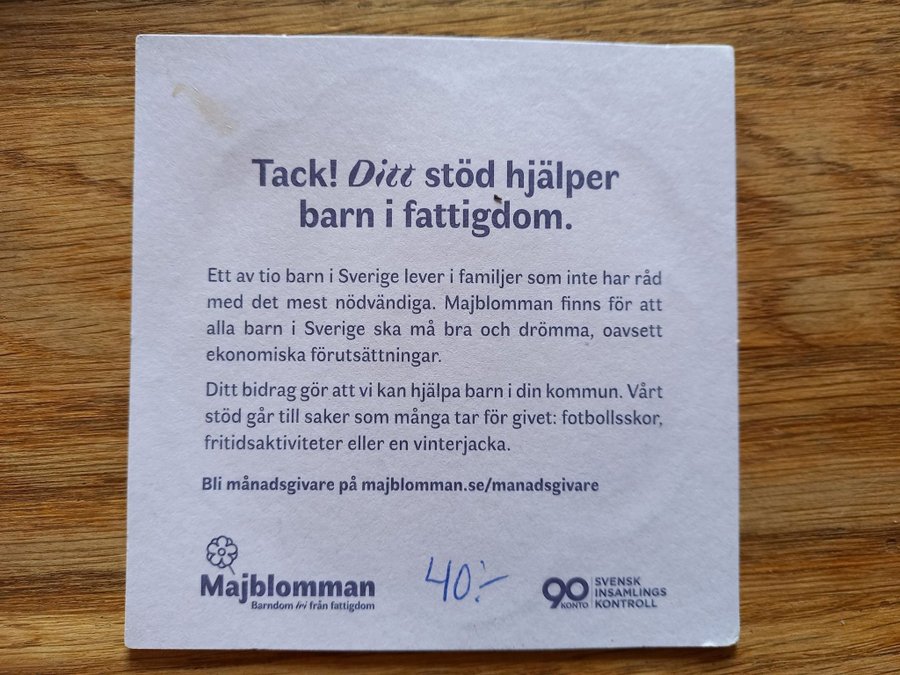 Tack! Ditt stöd hjälper
barn i fattigdom.
Ett av tio barn i Sverige lever i familjer som inte har råd
med det mest nödvändiga. Majblomman finns för att
alla barn i Sverige ska må bra och drömma, oavsett
ekonomiska förutsättningar.
Ditt bidrag gör att vi kan hjälpa barn i din kommun. Vårt
stöd går till saker som många tar för givet: fotbollsskor,
fritidsaktiviteter eller en vinterjacka.
Bli månadsgivare på majblomman.se/manadsgivare
Majblomman
Barndom fri från fattigdom
40:-
90
KONTO
SVENSK
INSAMLINGS
KONTROLL